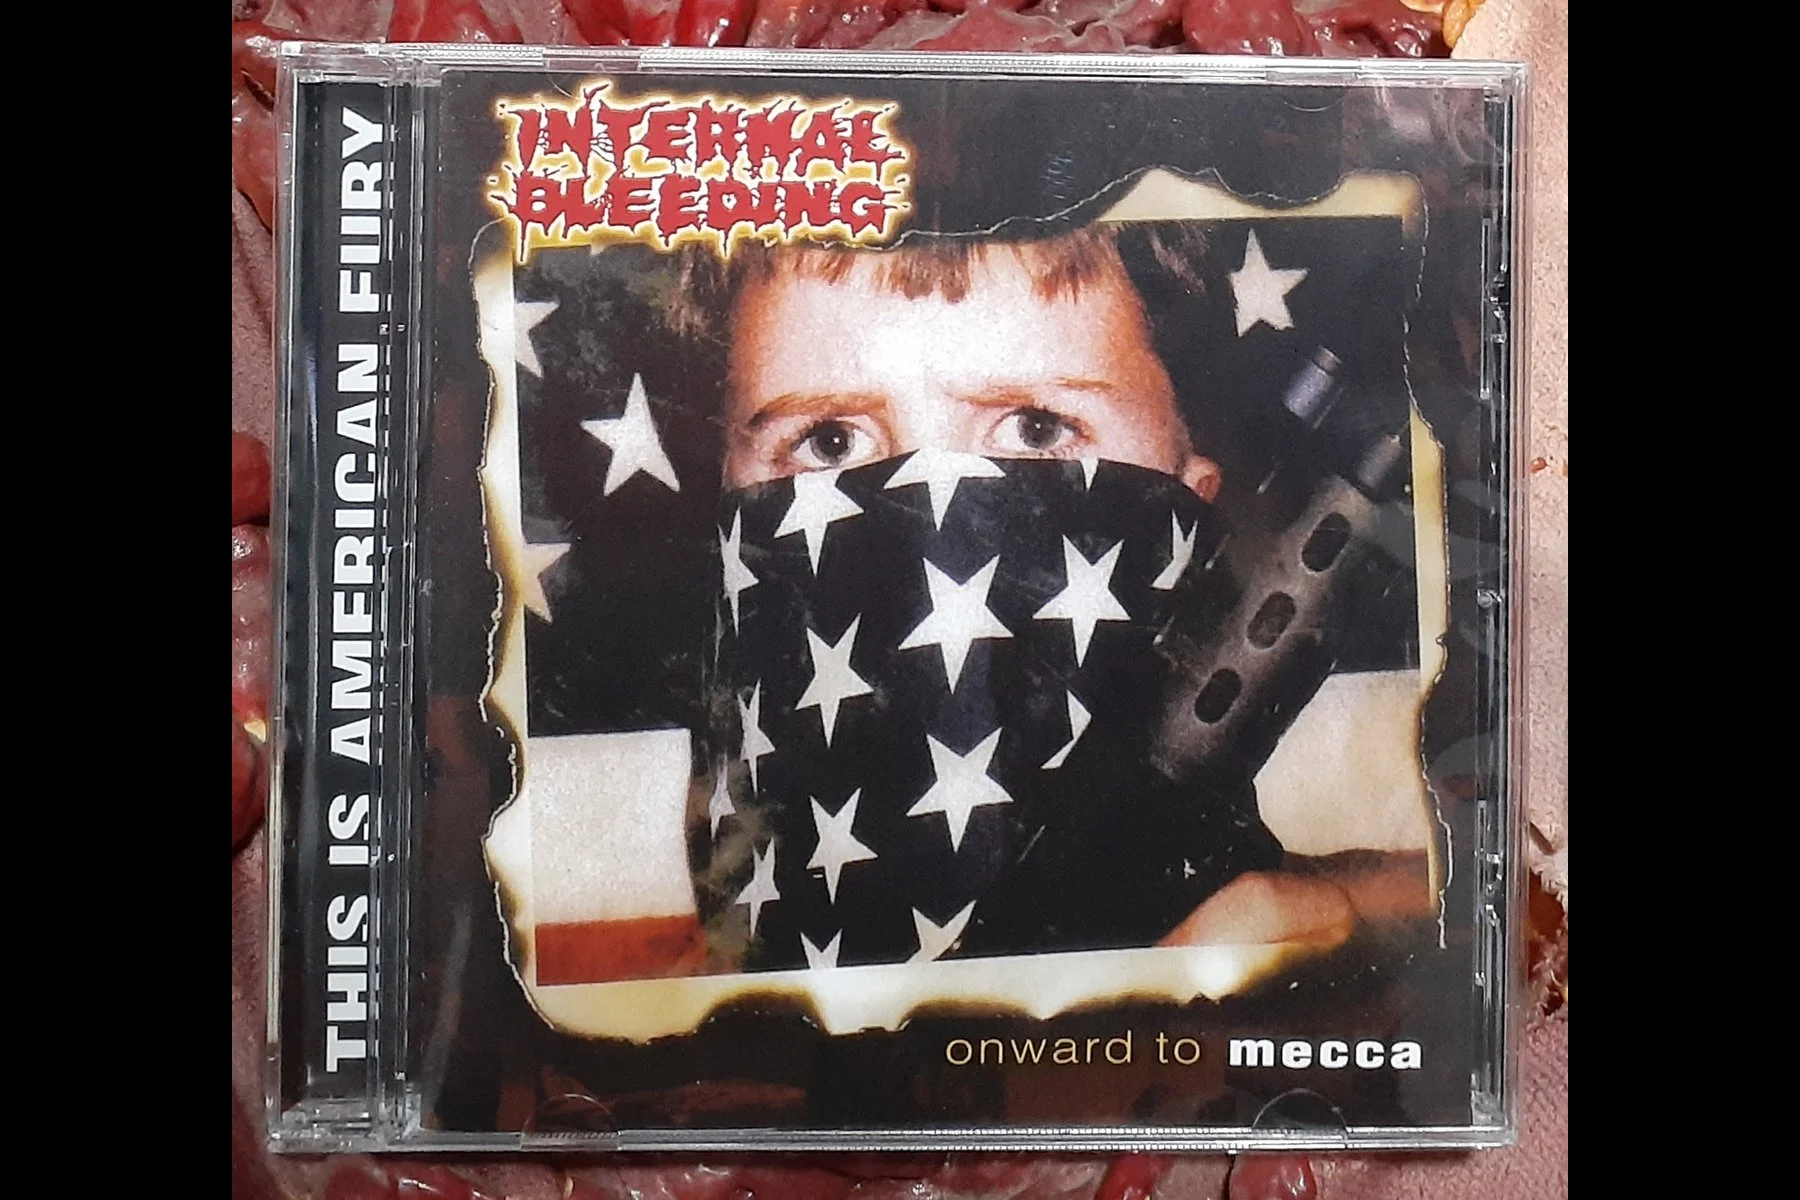 THIS IS AMERICAN FURY
INTERNAL
BLEEDING
onward to mecca